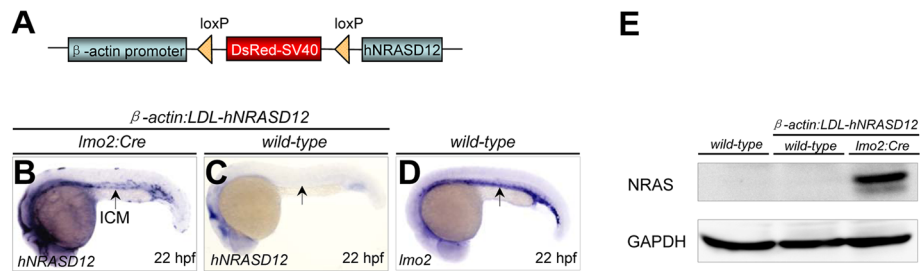 A
loxP loxP
β-actin promoter DsRed-SV40 hNRASD12
β-actin:LDL-hNRASD12
lmo2:Cre wild-type wild-type
B C D
ICM
hNRASD12 22 hpf hNRASD12 22 hpf lmo2 22 hpf
E
β-actin:LDL-hNRASD12
wild-type wild-type lmo2:Cre
NRAS
GAPDH